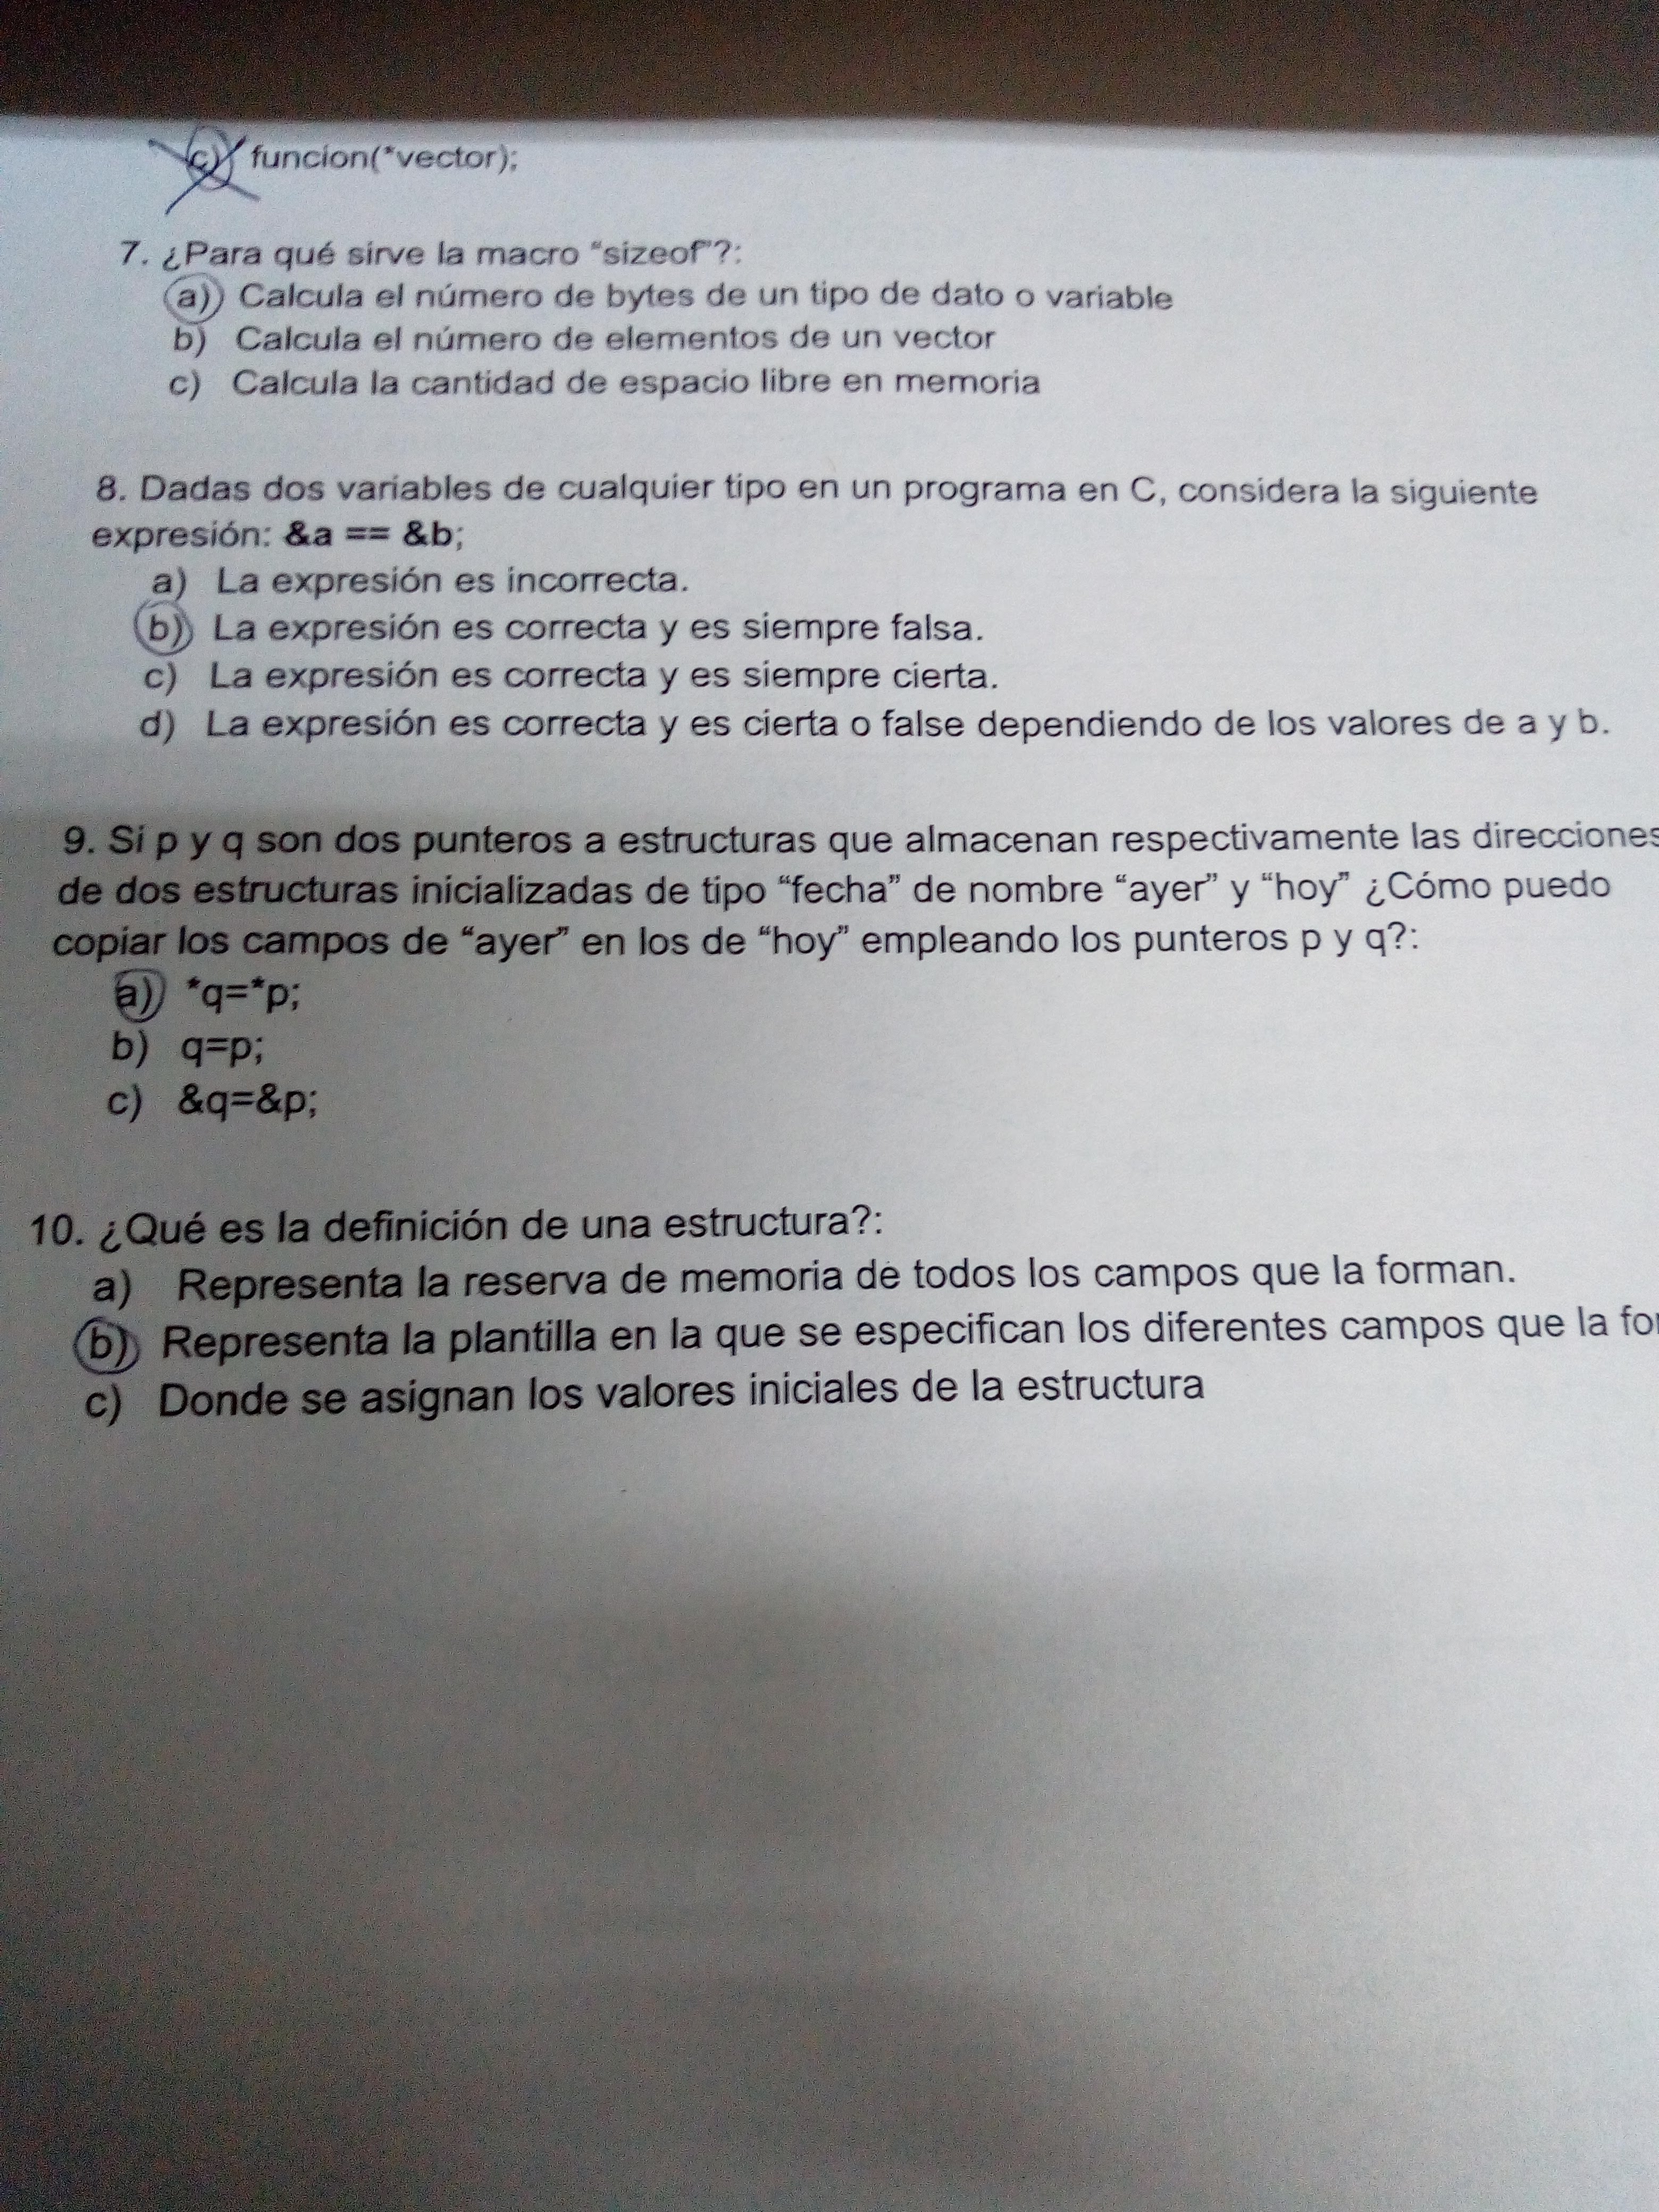 c) funcion(*vector);
7. ¿Para qué sirve la macro “sizeof”?:
a) Calcula el número de bytes de un tipo de dato o variable
b) Calcula el número de elementos de un vector
c) Calcula la cantidad de espacio libre en memoria
8. Dadas dos variables de cualquier tipo en un programa en C, considera la siguiente
expresión: &a == &b;
a) La expresión es incorrecta.
b) La expresión es correcta y es siempre falsa.
c) La expresión es correcta y es siempre cierta.
d) La expresión es correcta y es cierta o false dependiendo de los valores de a y b.
9. Si p y q son dos punteros a estructuras que almacenan respectivamente las direcciones
de dos estructuras inicializadas de tipo “fecha” de nombre “ayer” y “hoy” ¿Cómo puedo
copiar los campos de “ayer” en los de “hoy” empleando los punteros p y q?:
a) *q=*p;
b) q=p;
c) &q=&p;
10. ¿Qué es la definición de una estructura?:
a) Representa la reserva de memoria de todos los campos que la forman.
b) Representa la plantilla en la que se especifican los diferentes campos que la
c) Donde se asignan los valores iniciales de la estructura